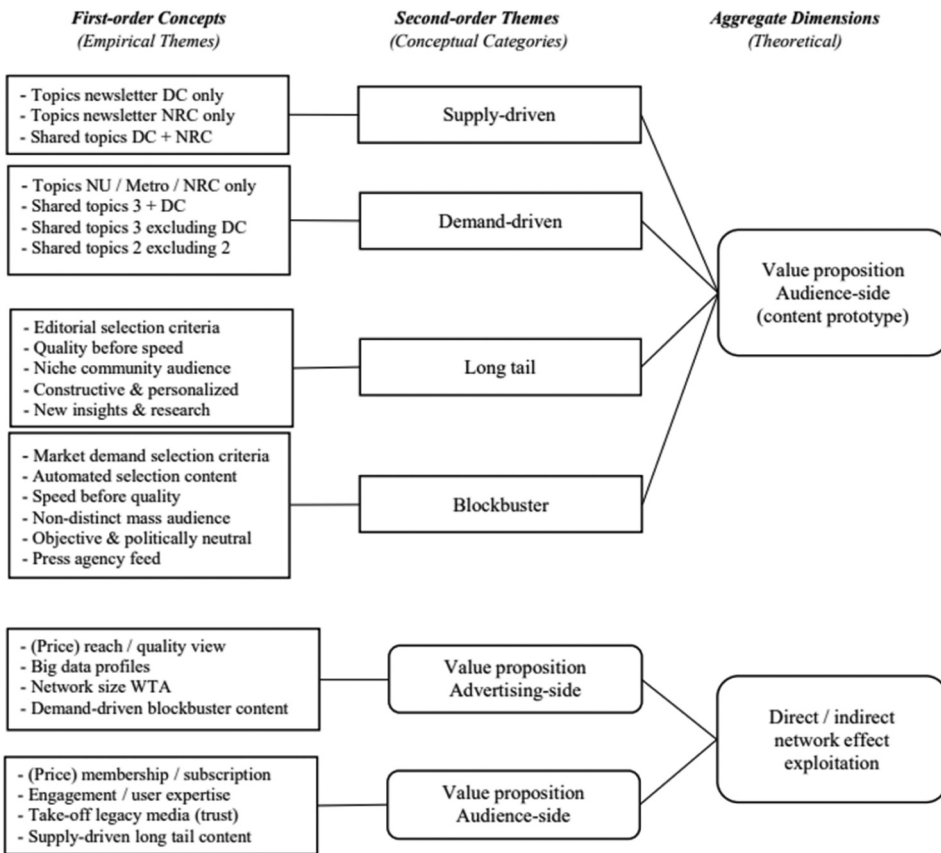 First-order Concepts
(Empirical Themes)
Second-order Themes
(Conceptual Categories)
Aggregate Dimensions
(Theoretical)
- Topics newsletter DC only
- Topics newsletter NRC only
- Shared topics DC + NRC
Supply-driven
- Topics NU / Metro / NRC only
- Shared topics 3 + DC
- Shared topics 3 excluding DC
- Shared topics 2 excluding 2
Demand-driven
- Editorial selection criteria
- Quality before speed
- Niche community audience
- Constructive & personalized
- New insights & research
Long tail
- Market demand selection criteria
- Automated selection content
- Speed before quality
- Non-distinct mass audience
- Objective & politically neutral
- Press agency feed
Blockbuster
Value proposition
Audience-side
(content prototype)
- (Price) reach / quality view
- Big data profiles
- Network size WTA
- Demand-driven blockbuster content
Value proposition
Advertising-side
- (Price) membership / subscription
- Engagement / user expertise
- Take-off legacy media (trust)
- Supply-driven long tail content
Value proposition
Audience-side
Direct / indirect
network effect
exploitation